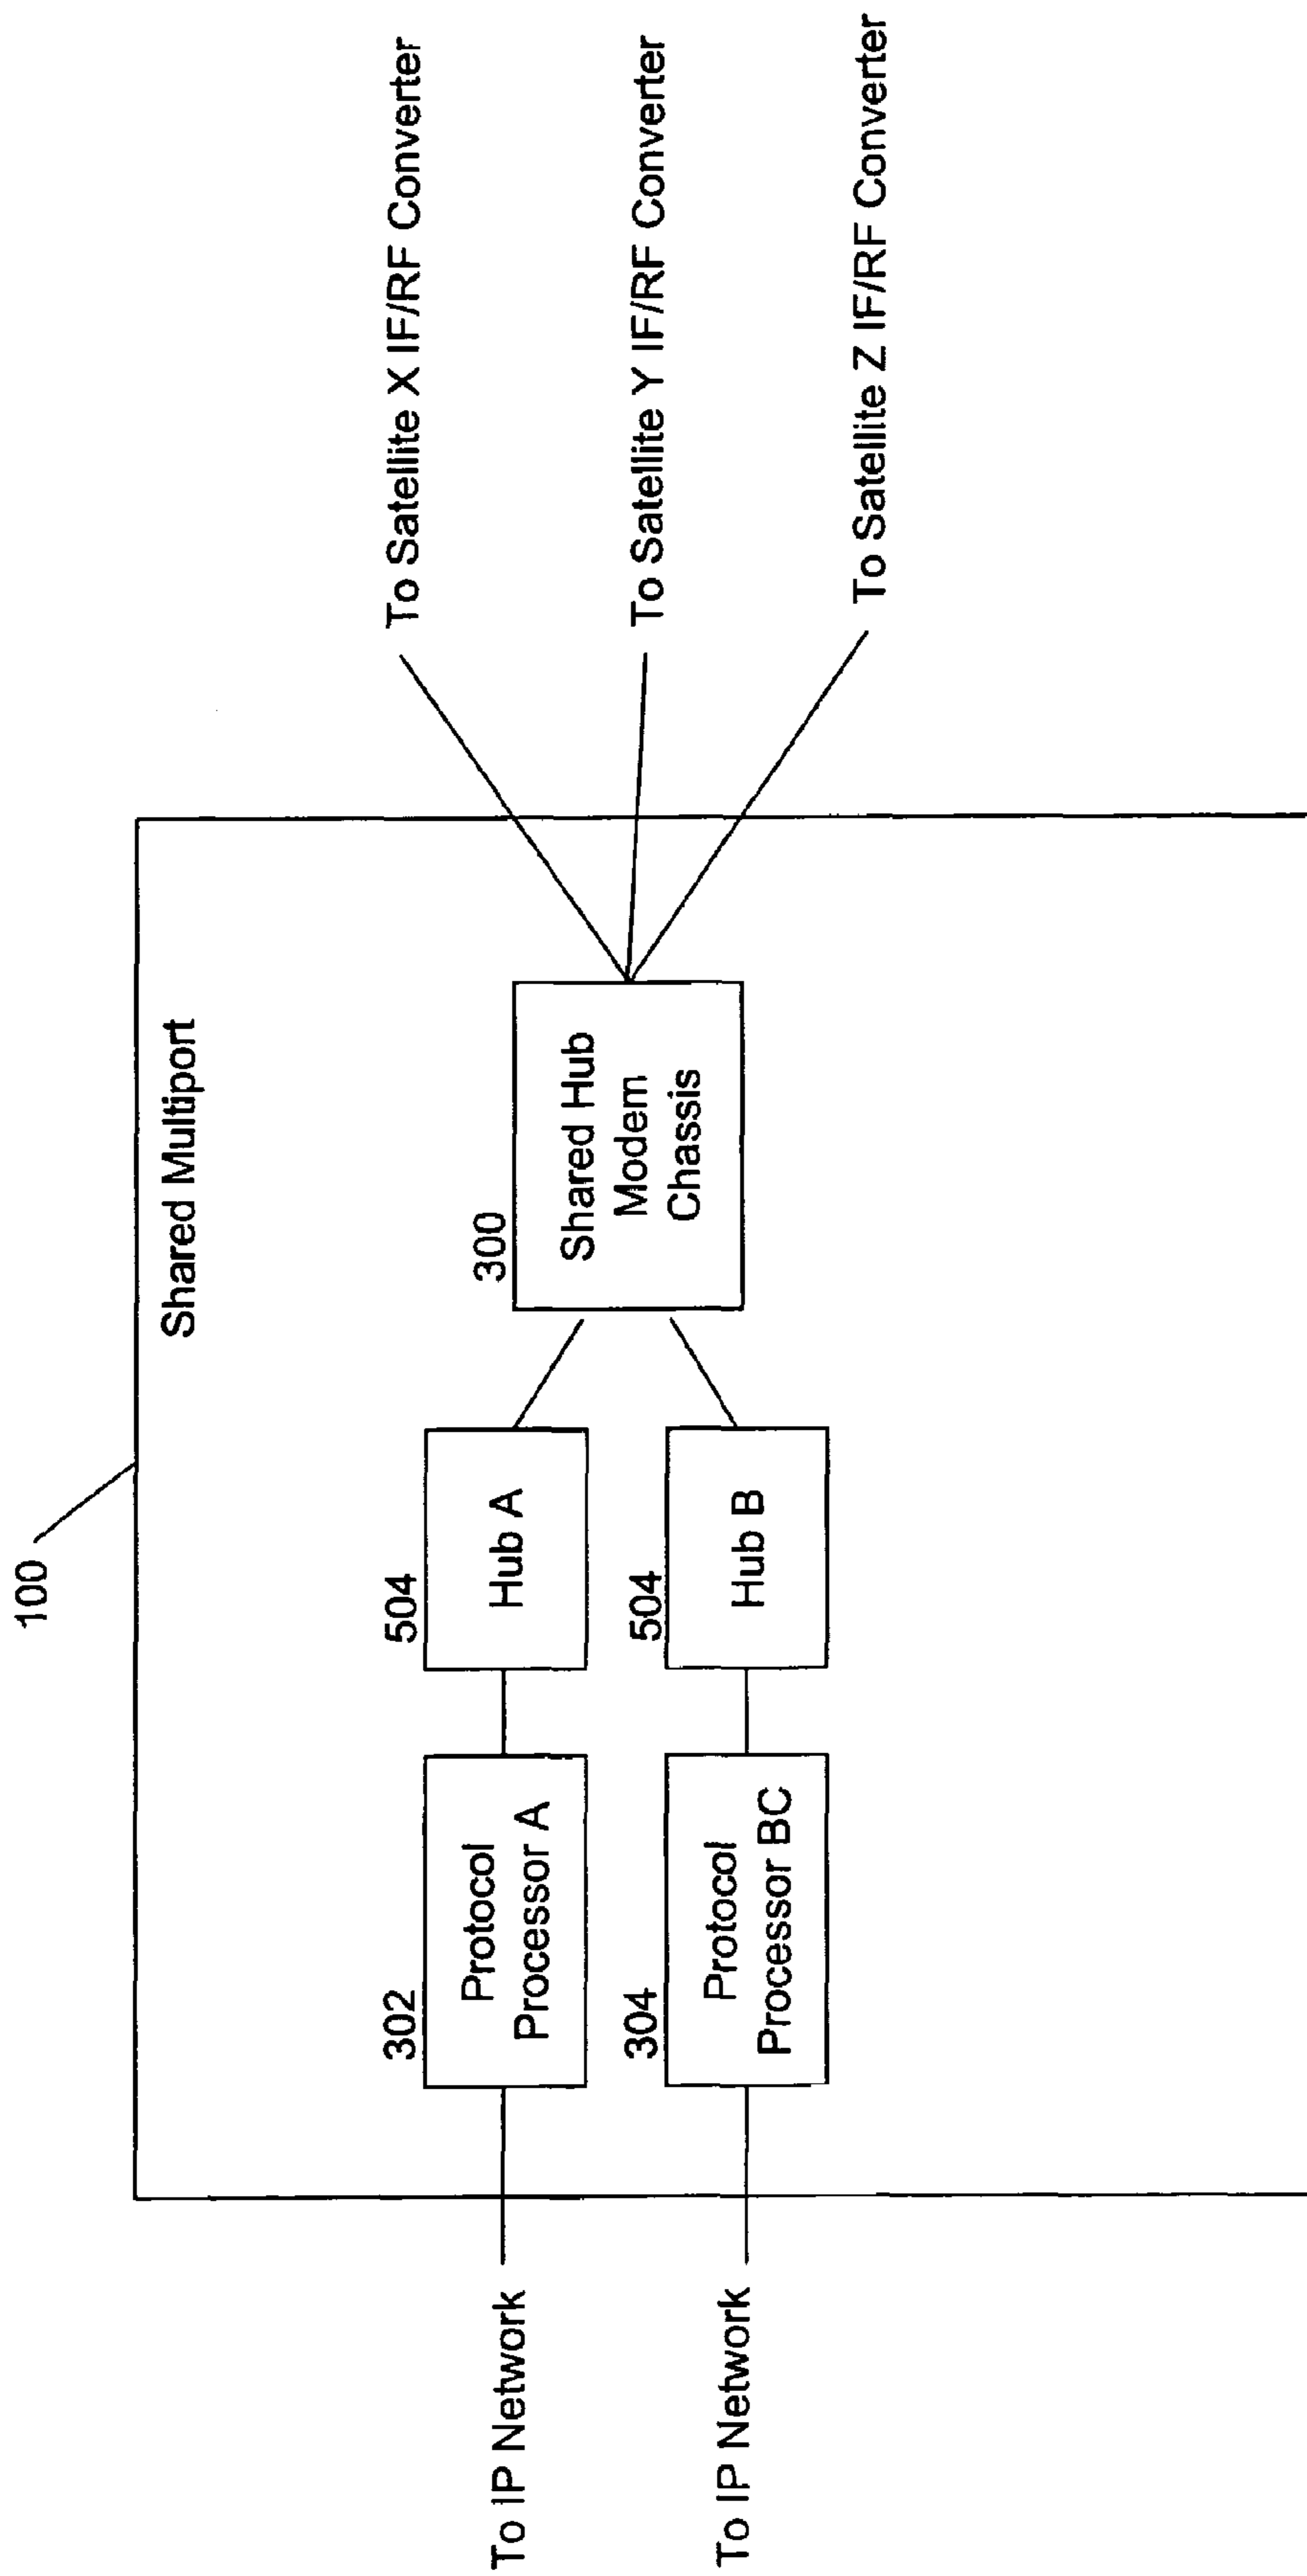 100
Shared Multiport
302
Protocol
Processor A
504
Hub A
304
Protocol
Processor BC
504
Hub B
300
Shared Hub
Modem
Chassis
To IP Network
To IP Network
To Satellite X IF/RF Converter
To Satellite Y IF/RF Converter
To Satellite Z IF/RF Converter